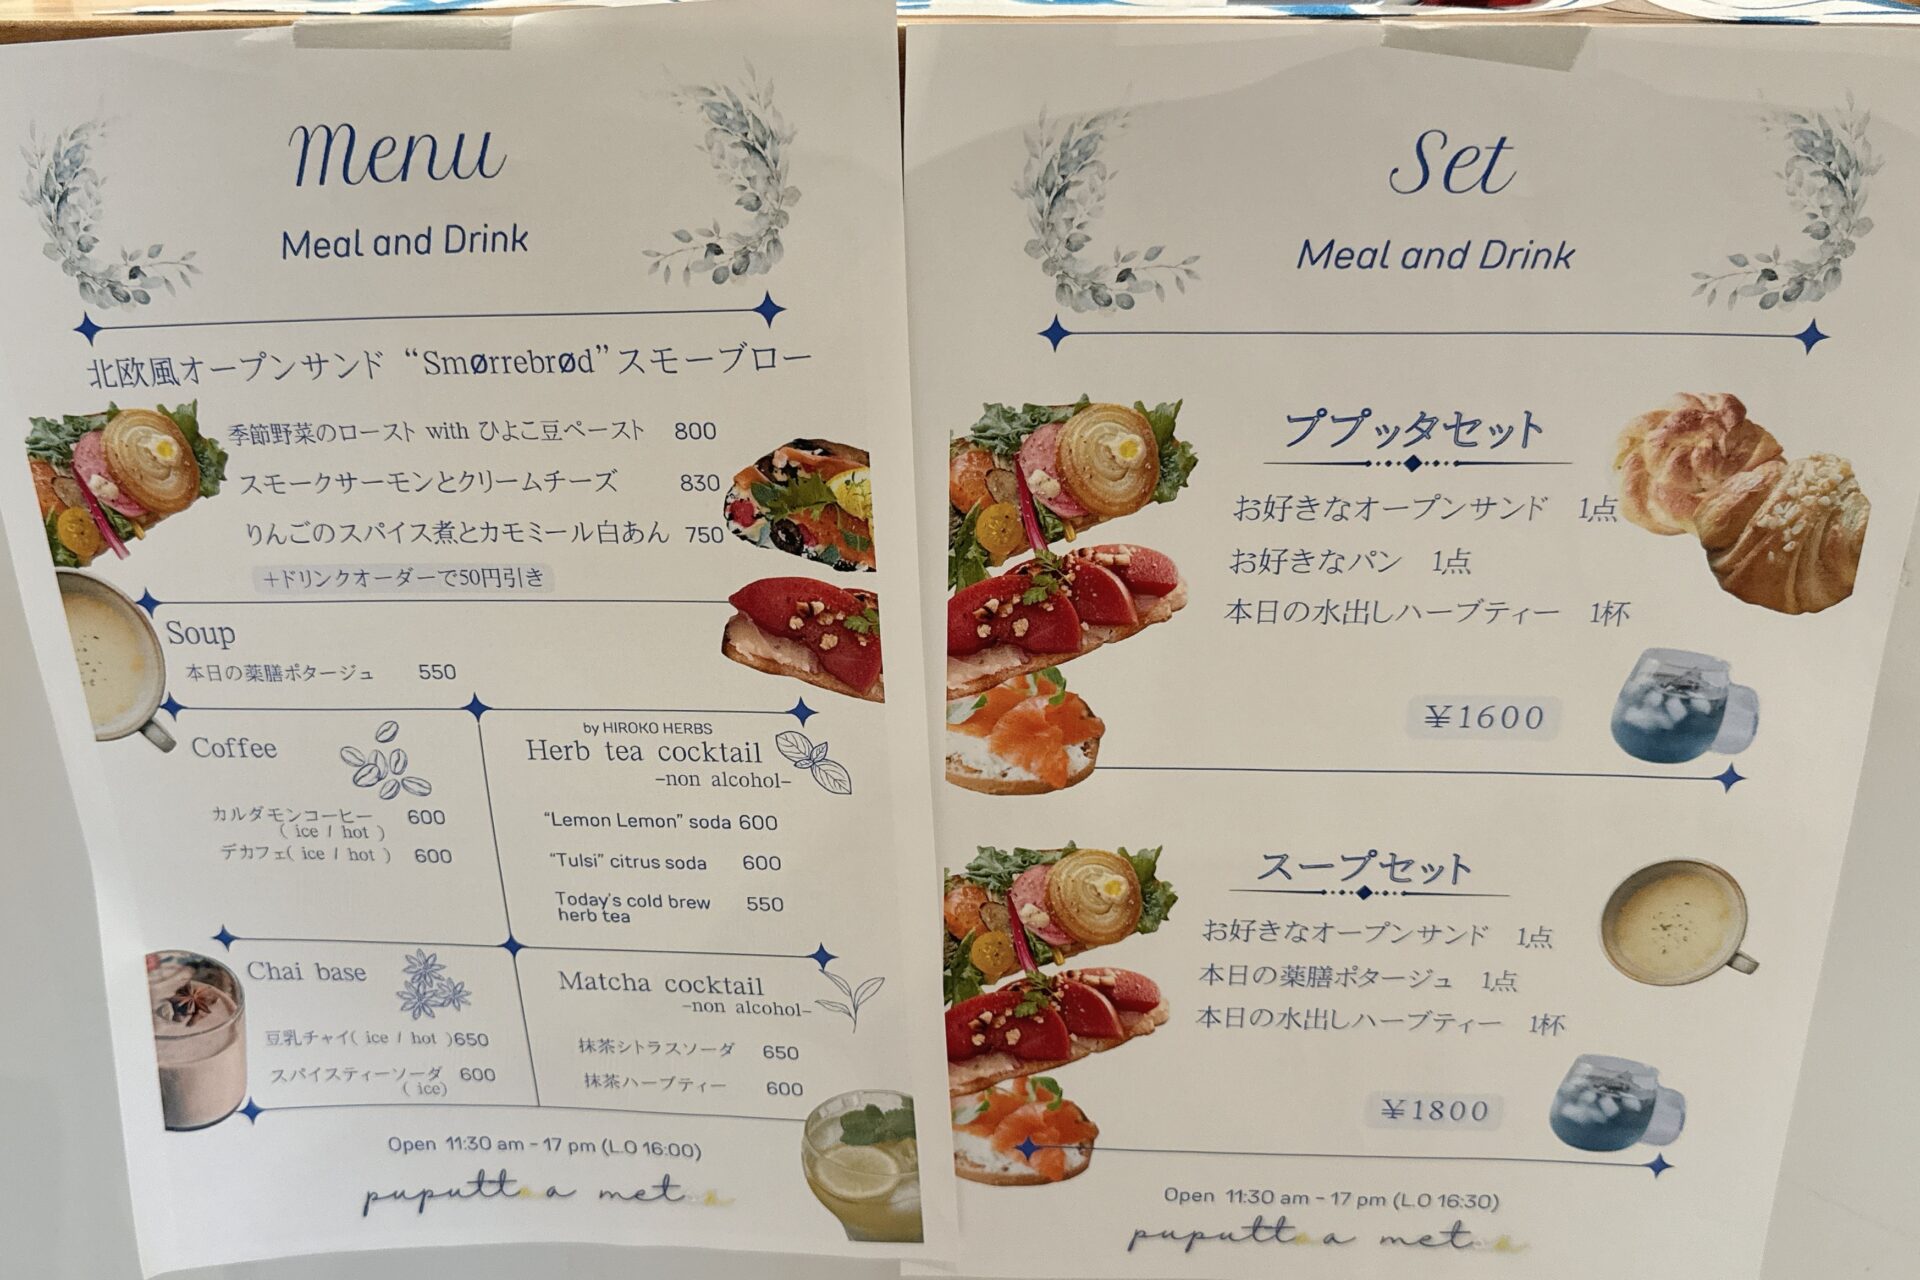 Menu
Meal and Drink
北欧風オープンサンド “Smørrebrød” スモーブロー
季節野菜のロースト with ひよこ豆ペースト 800
スモークサーモンとクリームチーズ 830
りんごのスパイス煮とカモミール白あん 750
+ドリンクオーダーで50円引き
Soup
本日の薬膳ポタージュ 550
Coffee
カルダモンコーヒー 600
( ice / hot )
デカフェ( ice / hot ) 600
by HIROKO HERBS
Herb tea cocktail
-non alcohol-
“Lemon Lemon” soda 600
“Tulsi” citrus soda 600
Today's cold brew 550
herb tea
Chai base
豆乳チャイ( ice / hot )650
スパイスティーソーダ 600
( ice)
Matcha cocktail
-non alcohol-
抹茶シトラスソーダ 650
抹茶ハーブティー 600
Open 11:30 am - 17 pm (L.O 16:00)
puputta a met
Set
Meal and Drink
ププッタセット
お好きなオープンサンド 1点
お好きなパン 1点
本日の水出しハーブティー 1杯
¥1600
スープセット
お好きなオープンサンド 1点
本日の薬膳ポタージュ 1点
本日の水出しハーブティー 1杯
¥1800
Open 11:30 am - 17 pm (L.O 16:30)
puputta a met